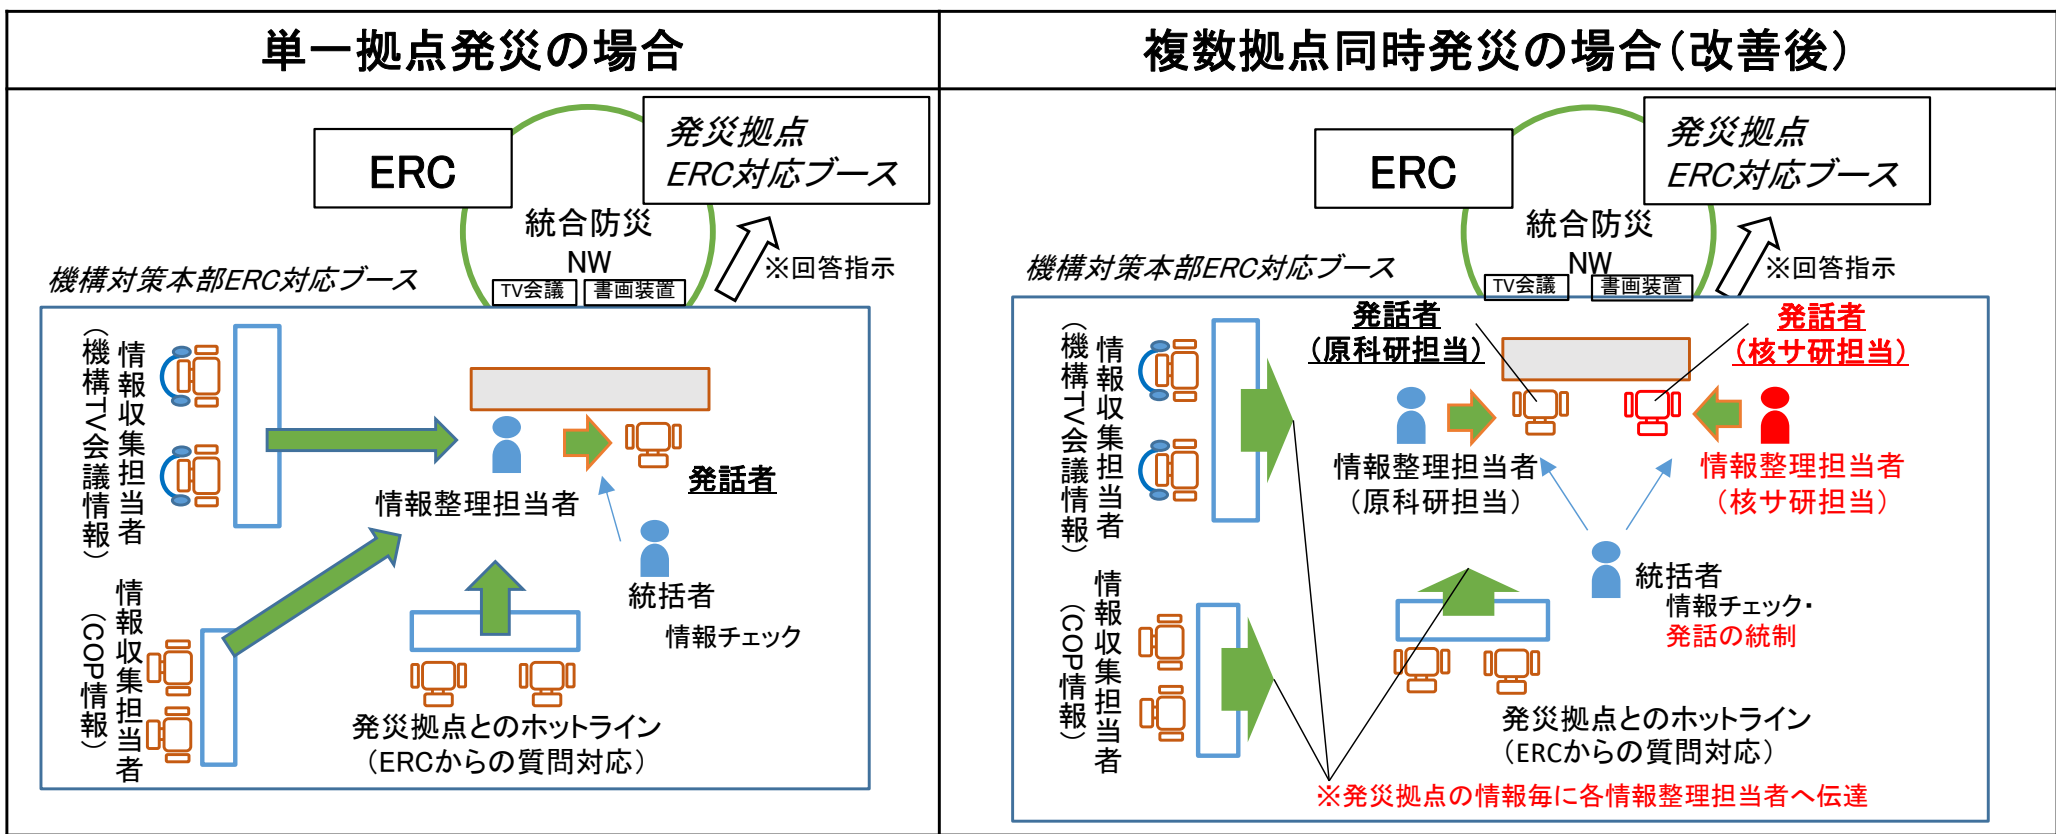 単一拠点発災の場合
ERC
発災拠点
ERC対応ブース
統合防災
NW
TV会議
書画装置
※回答指示
機構対策本部ERC対応ブース
情報収集担当者
（機構TV会議情報）
情報整理担当者
発話者
統括者
情報チェック
情報収集担当者
（COP情報）
発災拠点とのホットライン
（ERCからの質問対応）
複数拠点同時発災の場合（改善後）
ERC
発災拠点
ERC対応ブース
統合防災
NW
TV会議
書画装置
※回答指示
機構対策本部ERC対応ブース
発話者
（原科研担当）
発話者
（核サ研担当）
情報収集担当者
（機構TV会議情報）
情報整理担当者
（原科研担当）
情報整理担当者
（核サ研担当）
統括者
情報チェック・
発話の統制
情報収集担当者
（COP情報）
発災拠点とのホットライン
（ERCからの質問対応）
※発災拠点の情報毎に各情報整理担当者へ伝達